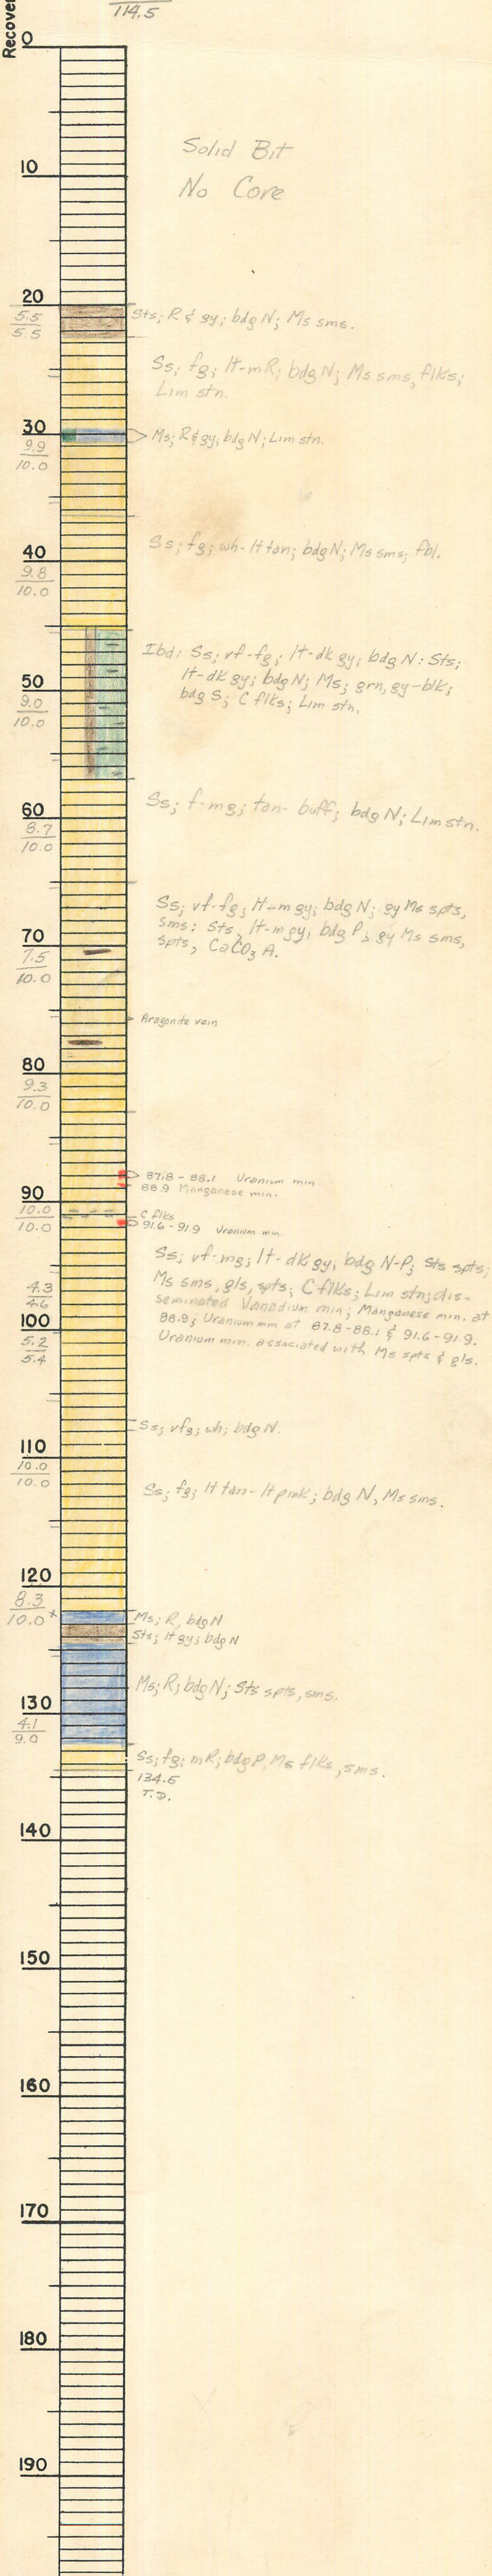 Recover
114.5
0
Solid Bit
10
No Core
20
5.5
5.5
Sts; R & gy; bdg N; Ms sms.
Ss; fg; lt-mR; bdg N; Ms sms, flks;
Lim stn.
30
Ms; R & gy, bdg N; Lim stn.
9.9
10.0
Ss; fg; wh-lt tan; bdg N; Ms sms; fbl.
40
9.8
10.0
Ibd: Ss; vf-fg; lt-dk gy; bdg N: Sts;
lt-dk gy; bdg N; Ms; grn, gy-blk;
bdg S; C flks; Lim stn.
50
9.0
10.0
Ss; f-mg; tan-buff; bdg N; Lim stn.
60
8.7
10.0
Ss; vf-fg; lt-m gy; bdg N; gy Ms spts,
sms: Sts, lt-m gy, bdg P; gy Ms sms,
spts, CaCO3 A.
70
7.5
10.0
Aragonite vein
80
9.3
10.0
87.8-88.1 Uranium min.
88.9 Manganese min.
90
10.0
10.0
C flks
91.6-91.9 Uranium min.
Ss; vf-mg; lt-dk gy, bdg N-P; Sts spts;
Ms sms, gls, spts; C flks; Lim stn; dis-
seminated Vanadium min; Manganese min. at
88.9; Uranium min at 87.8-88.1 & 91.6-91.9.
Uranium min. associated with Ms spts & gls.
4.3
4.6
100
5.2
5.4
Ss; vfg; wh; bdg N.
110
10.0
10.0
Ss; fg; lt tan-lt pink; bdg N, Ms sms.
120
8.3
10.0 x
Ms; R, bdg N
Sts; lt gy; bdg N
Ms; R; bdg N; Sts spts, sms.
130
4.1
9.0
Ss; fg; mR; bdg P, Ms flks, sms.
134.5
T.D.
140
150
160
170
180
190